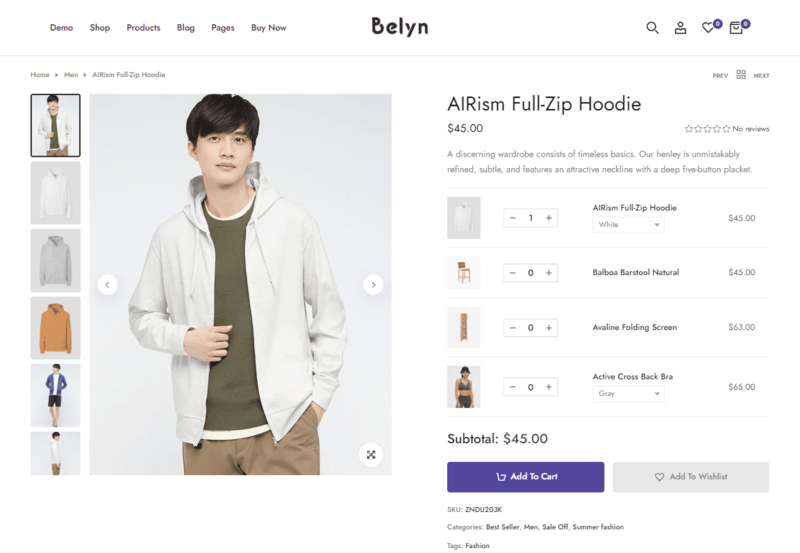 Demo Shop Products Blog Pages Buy Now
Belyn
0 0
Home Men AIRism Full-Zip Hoodie
PREV NEXT
AIRism Full-Zip Hoodie
$45.00
No reviews
A discerning wardrobe consists of timeless basics. Our henley is unmistakably
refined, subtle, and features an attractive neckline with a deep five-button placket.
− 1 + AIRism Full-Zip Hoodie $45.00
White
− 0 + Balboa Barstool Natural $45.00
− 0 + Avaline Folding Screen $63.00
− 0 + Active Cross Back Bra $65.00
Gray
Subtotal: $45.00
Add To Cart
Add To Wishlist
SKU: ZNDU203K
Categories: Best Seller, Men, Sale Off, Summer fashion
Tags: Fashion